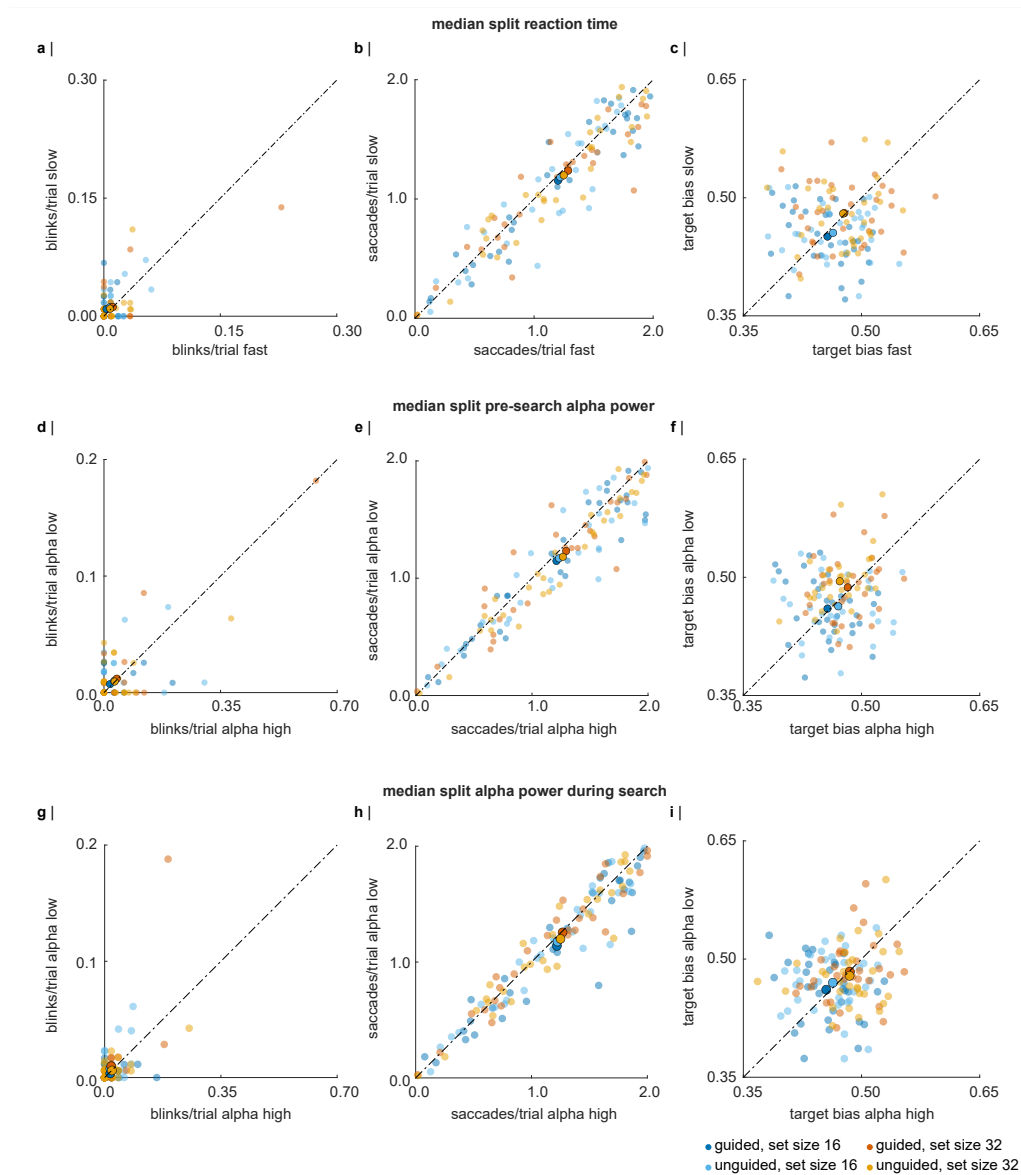 median split reaction time
a |
b |
c |
0.30
0.15
0.00
0.0
0.15
0.30
blinks/trial slow
blinks/trial fast
2.0
1.0
0.0
0.0
1.0
2.0
saccades/trial slow
saccades/trial fast
0.65
0.50
0.35
0.35
0.50
0.65
target bias slow
target bias fast
median split pre-search alpha power
d |
e |
f |
0.2
0.1
0.0
0.0
0.35
0.70
blinks/trial alpha low
blinks/trial alpha high
2.0
1.0
0.0
0.0
1.0
2.0
saccades/trial alpha low
saccades/trial alpha high
0.65
0.50
0.35
0.35
0.50
0.65
target bias alpha low
target bias alpha high
median split alpha power during search
g |
h |
i |
0.2
0.1
0.0
0.0
0.35
0.70
blinks/trial alpha low
blinks/trial alpha high
2.0
1.0
0.0
0.0
1.0
2.0
saccades/trial alpha low
saccades/trial alpha high
0.65
0.50
0.35
0.35
0.50
0.65
target bias alpha low
target bias alpha high
guided, set size 16
guided, set size 32
unguided, set size 16
unguided, set size 32